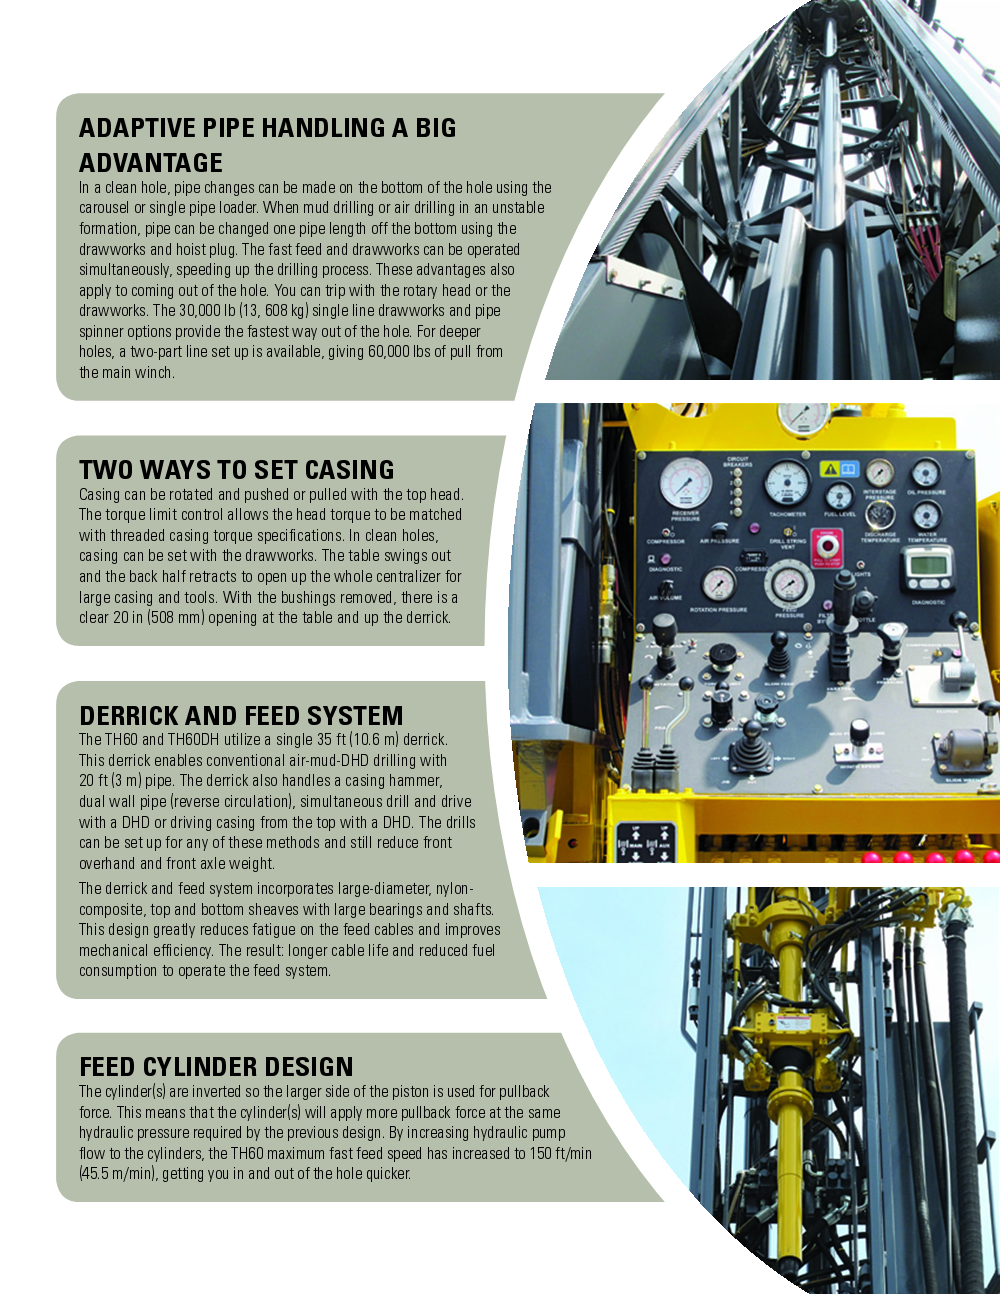 ADAPTIVE PIPE HANDLING A BIG
ADVANTAGE
In a clean hole, pipe changes can be made on the bottom of the hole using the
carousel or single pipe loader. When mud drilling or air drilling in an unstable
formation, pipe can be changed one pipe length off the bottom using the
drawworks and hoist plug. The fast feed and drawworks can be operated
simultaneously, speeding up the drilling process. These advantages also
apply to coming out of the hole. You can trip with the rotary head or the
drawworks. The 30,000 lb (13, 608 kg) single line drawworks and pipe
spinner options provide the fastest way out of the hole. For deeper
holes, a two-part line set up is available, giving 60,000 lbs of pull from
the main winch.
TWO WAYS TO SET CASING
Casing can be rotated and pushed or pulled with the top head.
The torque limit control allows the head torque to be matched
with threaded casing torque specifications. In clean holes,
casing can be set with the drawworks. The table swings out
and the back half retracts to open up the whole centralizer for
large casing and tools. With the bushings removed, there is a
clear 20 in (508 mm) opening at the table and up the derrick.
DERRICK AND FEED SYSTEM
The TH60 and TH60DH utilize a single 35 ft (10.6 m) derrick.
This derrick enables conventional air-mud-DHD drilling with
20 ft (3 m) pipe. The derrick also handles a casing hammer,
dual wall pipe (reverse circulation), simultaneous drill and drive
with a DHD or driving casing from the top with a DHD. The drills
can be set up for any of these methods and still reduce front
overhand and front axle weight.
The derrick and feed system incorporates large-diameter, nylon-
composite, top and bottom sheaves with large bearings and shafts.
This design greatly reduces fatigue on the feed cables and improves
mechanical efficiency. The result: longer cable life and reduced fuel
consumption to operate the feed system.
FEED CYLINDER DESIGN
The cylinder(s) are inverted so the larger side of the piston is used for pullback
force. This means that the cylinder(s) will apply more pullback force at the same
hydraulic pressure required by the previous design. By increasing hydraulic pump
flow to the cylinders, the TH60 maximum fast feed speed has increased to 150 ft/min
(45.5 m/min), getting you in and out of the hole quicker.
CIRCUIT
BREAKERS
RECEIVER
PRESSURE
TACHOMETER
FUEL LEVEL
INTERSTAGE
PRESSURE
OIL PRESSURE
DISCHARGE
TEMPERATURE
WATER
TEMPERATURE
COMPRESSOR
AIR PRESSURE
DRILL STRING
VENT
DIAGNOSTIC
COMPRESSOR
LIGHTS
AIR VOLUME
ROTATION PRESSURE
FEED
PRESSURE
DIAGNOSTIC
UP
MAIN
AUX